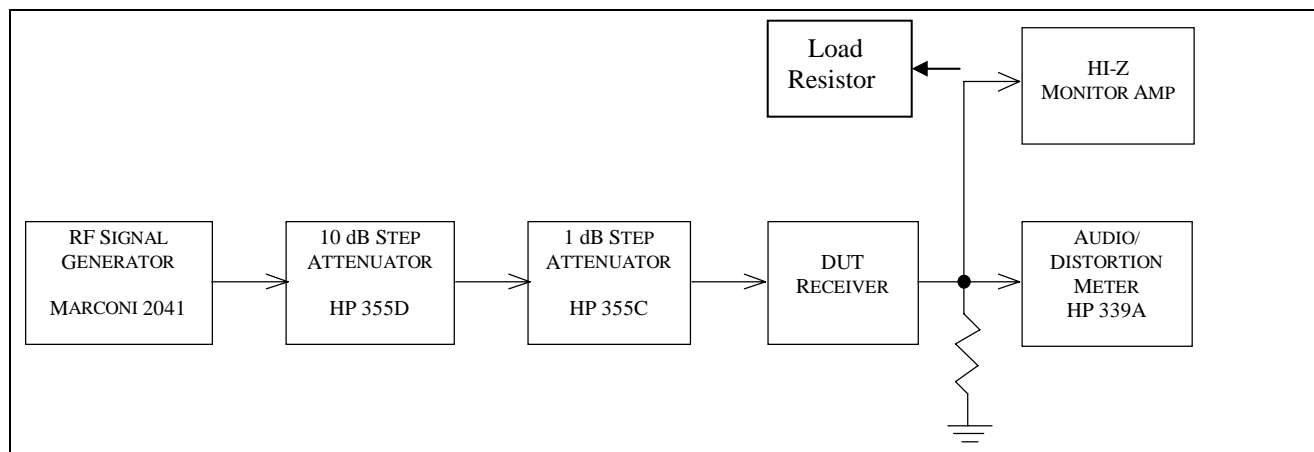 Load
Resistor
HI-Z
MONITOR AMP
RF SIGNAL
GENERATOR
MARCONI 2041
10 dB STEP
ATTENUATOR
HP 355D
1 dB STEP
ATTENUATOR
HP 355C
DUT
RECEIVER
AUDIO/
DISTORTION
METER
HP 339A